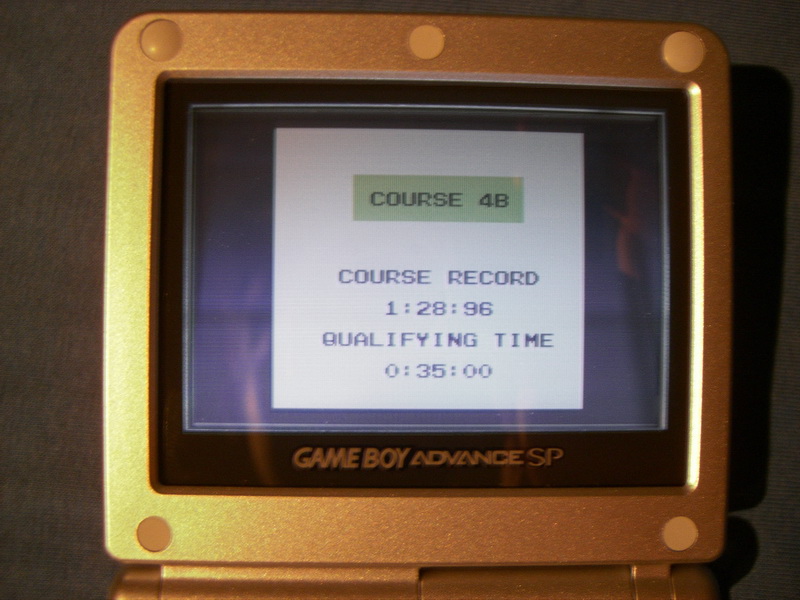 COURSE 4B
COURSE RECORD
1:28:96
QUALIFYING TIME
0:35:00
GAME BOY ADVANCE SP